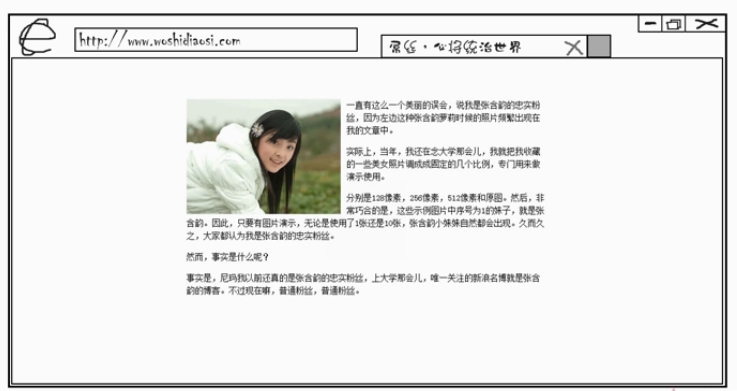 http://www.woshidiaosi.com
屌丝·必将统治世界
一直有这么一个美丽的误会，说我是张含韵的忠实粉
丝，因为左边这种张含韵萝莉时候的照片频繁出现在
我的文章中。
实际上，当年，我还在念大学那会儿，我就把我收藏
的一些美女照片调成成固定的几个比例，专门用来做
演示使用。
分别是128像素，256像素，512像素和原图。然后，非
常巧合的是，这些示例图片中序号为1的妹子，就是张
含韵。因此，只要有图片演示，无论是使用了1张还是10张，张含韵小妹妹自然都会出现。久而久
之，大家都认为我是张含韵的忠实粉丝。
然而，事实是什么呢？
事实是，尼玛我以前还真的是张含韵的忠实粉丝，上大学那会儿，唯一关注的新浪名博就是张含
韵的博客。不过现在嘛，普通粉丝，普通粉丝。